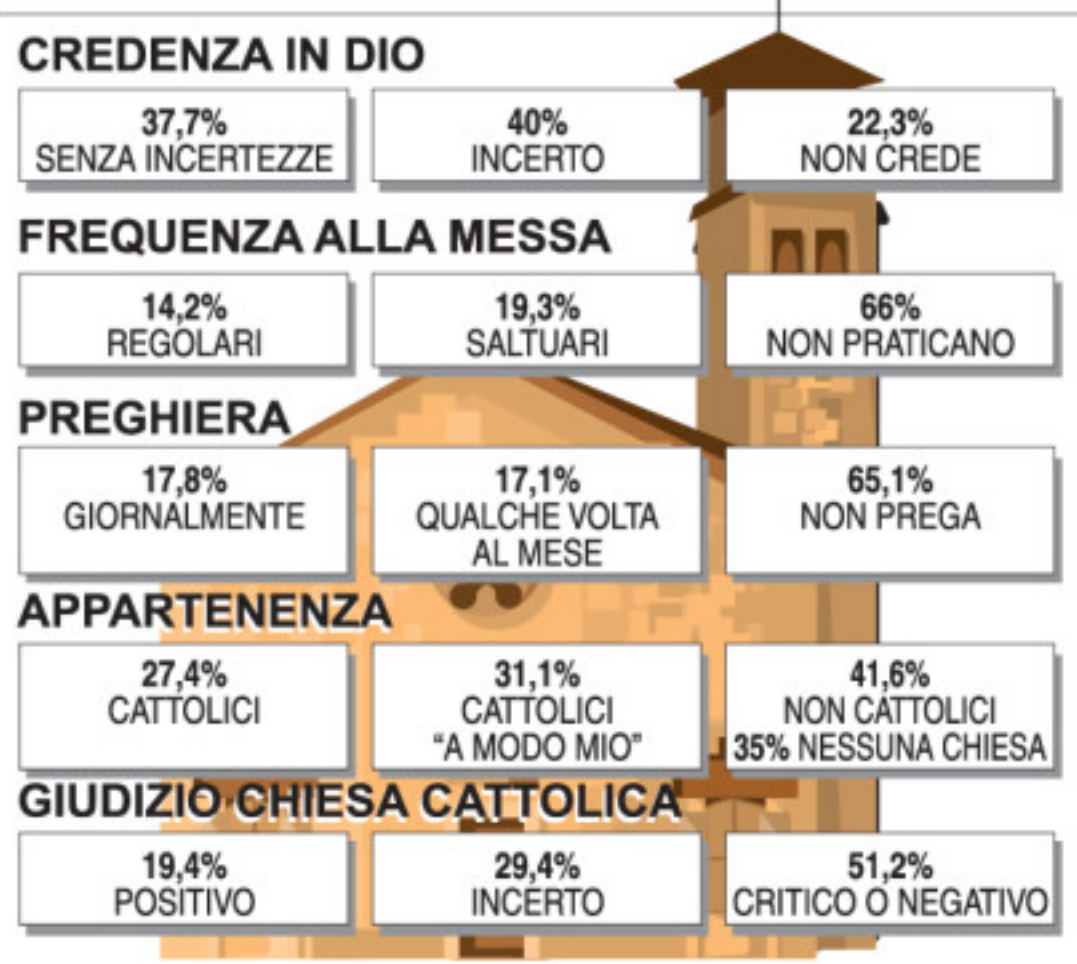 CREDENZA IN DIO
37,7%
SENZA INCERTEZZE
40%
INCERTO
22,3%
NON CREDE
FREQUENZA ALLA MESSA
14,2%
REGOLARI
19,3%
SALTUARI
66%
NON PRATICANO
PREGHIERA
17,8%
GIORNALMENTE
17,1%
QUALCHE VOLTA
AL MESE
65,1%
NON PREGA
APPARTENENZA
27,4%
CATTOLICI
31,1%
CATTOLICI
“A MODO MIO”
41,6%
NON CATTOLICI
35% NESSUNA CHIESA
GIUDIZIO CHIESA CATTOLICA
19,4%
POSITIVO
29,4%
INCERTO
51,2%
CRITICO O NEGATIVO